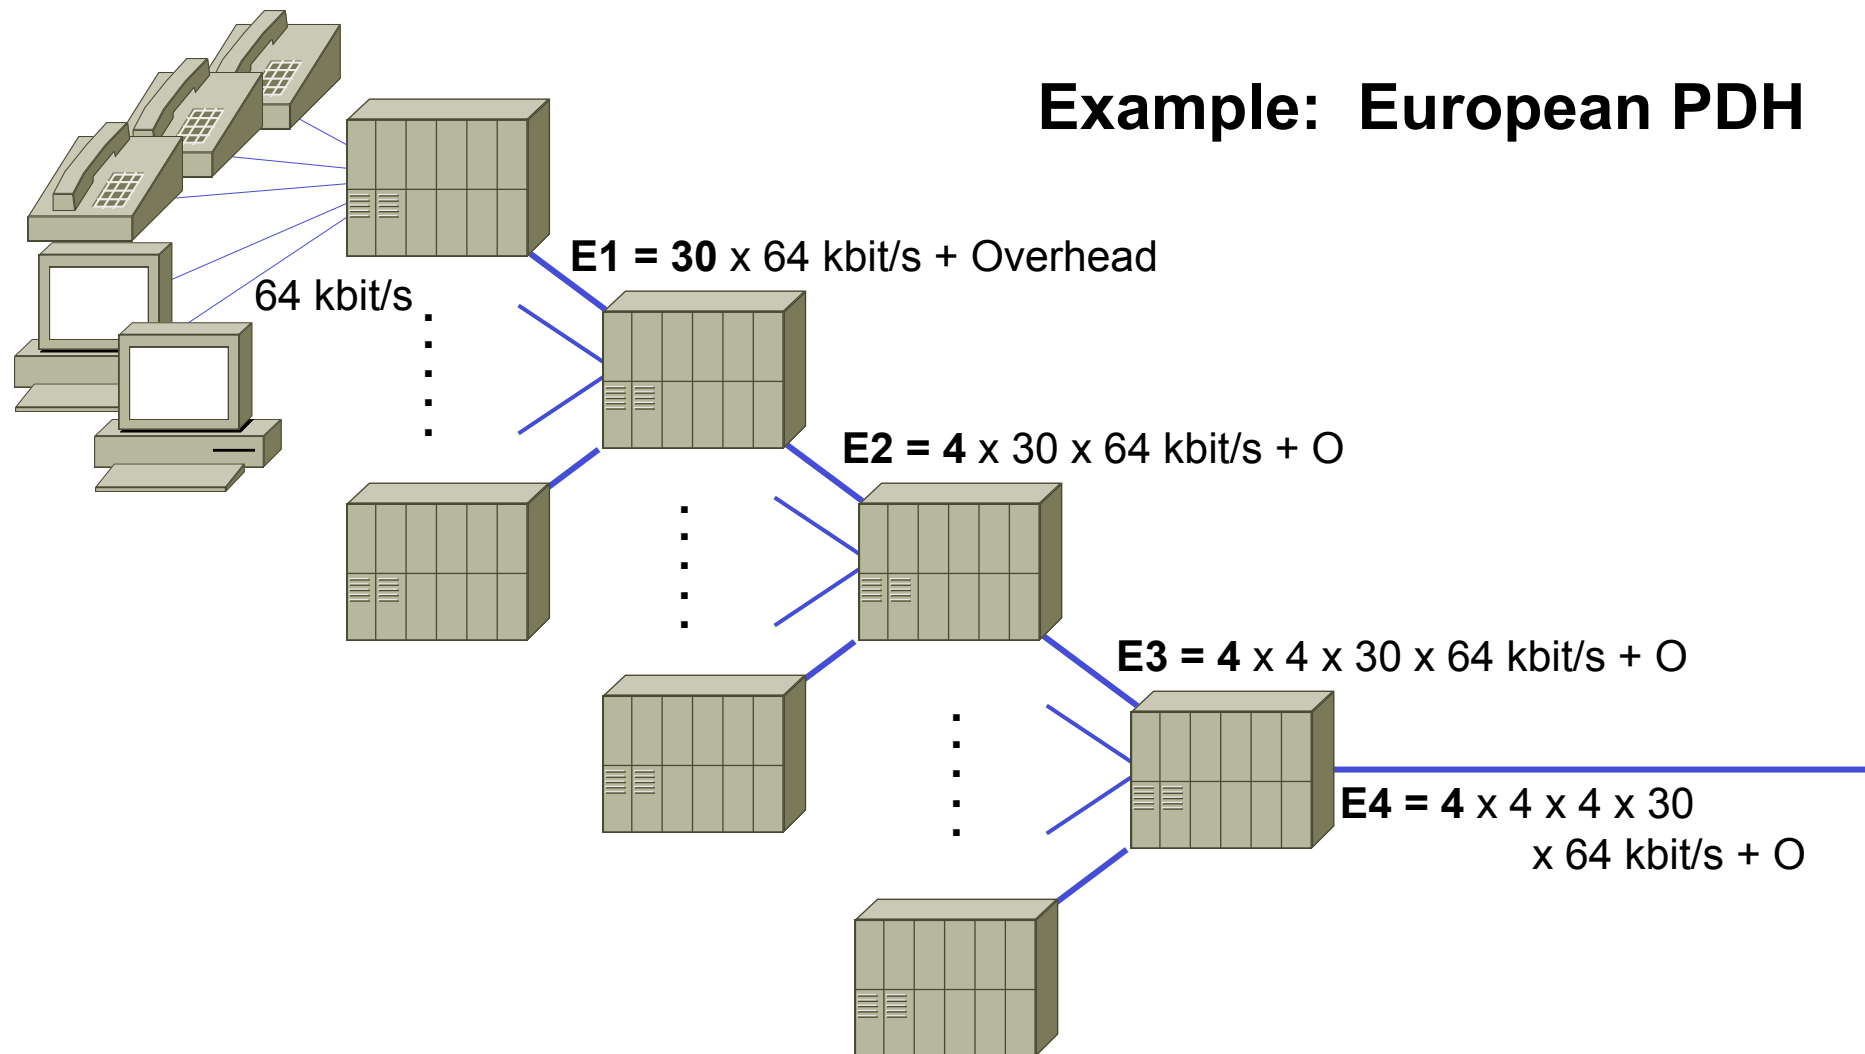 Example: European PDH
E1 = 30 x 64 kbit/s + Overhead
64 kbit/s
E2 = 4 x 30 x 64 kbit/s + O
E3 = 4 x 4 x 30 x 64 kbit/s + O
E4 = 4 x 4 x 4 x 30
x 64 kbit/s + O